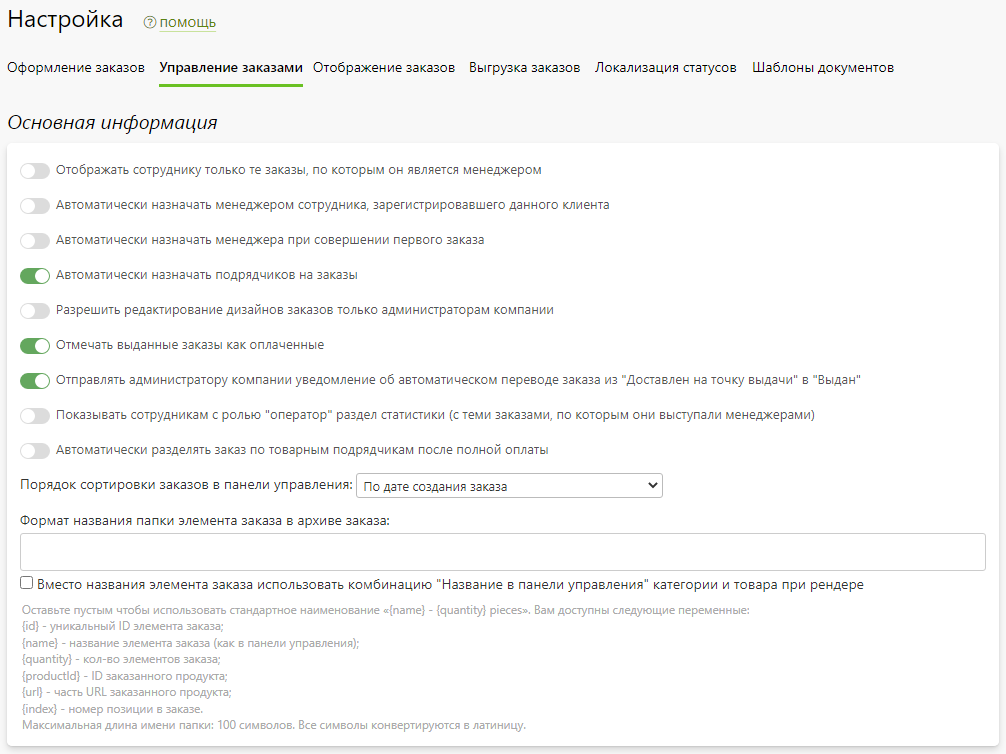 Настройка
? ПОМОЩЬ
Оформление заказов Управление заказами Отображение заказов Выгрузка заказов Локализация статусов Шаблоны документов
Основная информация
Отображать сотруднику только те заказы, по которым он является менеджером
Автоматически назначать менеджером сотрудника, зарегистрировавшего данного клиента
Автоматически назначать менеджера при совершении первого заказа
Автоматически назначать подрядчиков на заказы
Разрешить редактирование дизайнов заказов только администраторам компании
Отмечать выданные заказы как оплаченные
Отправлять администратору компании уведомление об автоматическом переводе заказа из "Доставлен на точку выдачи" в "Выдан"
Показывать сотрудникам с ролью "оператор" раздел статистики (с теми заказами, по которым они выступали менеджерами)
Автоматически разделять заказ по товарным подрядчикам после полной оплаты
Порядок сортировки заказов в панели управления: По дате создания заказа
Формат названия папки элемента заказа в архиве заказа:
Вместо названия элемента заказа использовать комбинацию "Название в панели управления" категории и товара при рендере
Оставьте пустым чтобы использовать стандартное наименование «{name} - {quantity} pieces». Вам доступны следующие переменные:
{id} - уникальный ID элемента заказа;
{name} - название элемента заказа (как в панели управления);
{quantity} - кол-во элементов заказа;
{productId} - ID заказанного продукта;
{url} - часть URL заказанного продукта;
{index} - номер позиции в заказе.
Максимальная длина имени папки: 100 символов. Все символы конвертируются в латиницу.